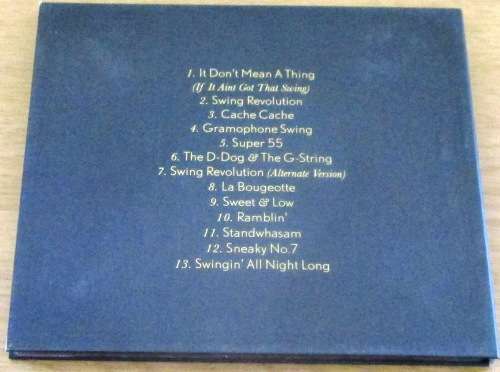 1. It Don't Mean A Thing
(If It Aint Got That Swing)
2. Swing Revolution
3. Cache Cache
4. Gramophone Swing
5. Super 55
6. The D-Dog & The G-String
7. Swing Revolution (Alternate Version)
8. La Bougeotte
9. Sweet & Low
10. Ramblin'
11. Standwhasam
12. Sneaky No.7
13. Swingin' All Night Long